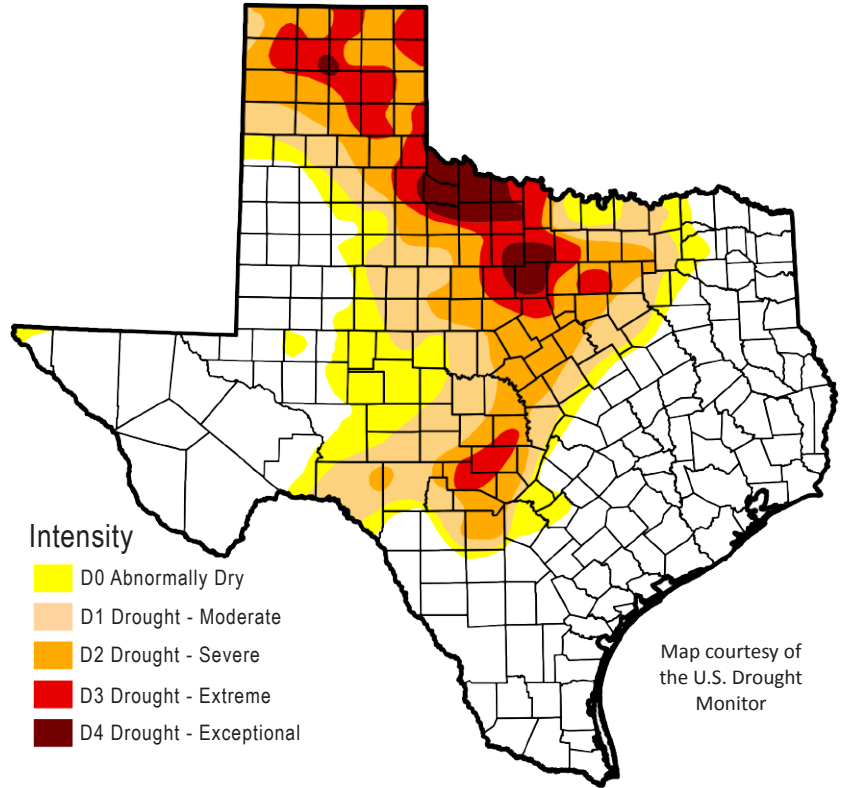 Intensity
D0 Abnormally Dry
D1 Drought - Moderate
D2 Drought - Severe
D3 Drought - Extreme
D4 Drought - Exceptional
Map courtesy of
the U.S. Drought
Monitor